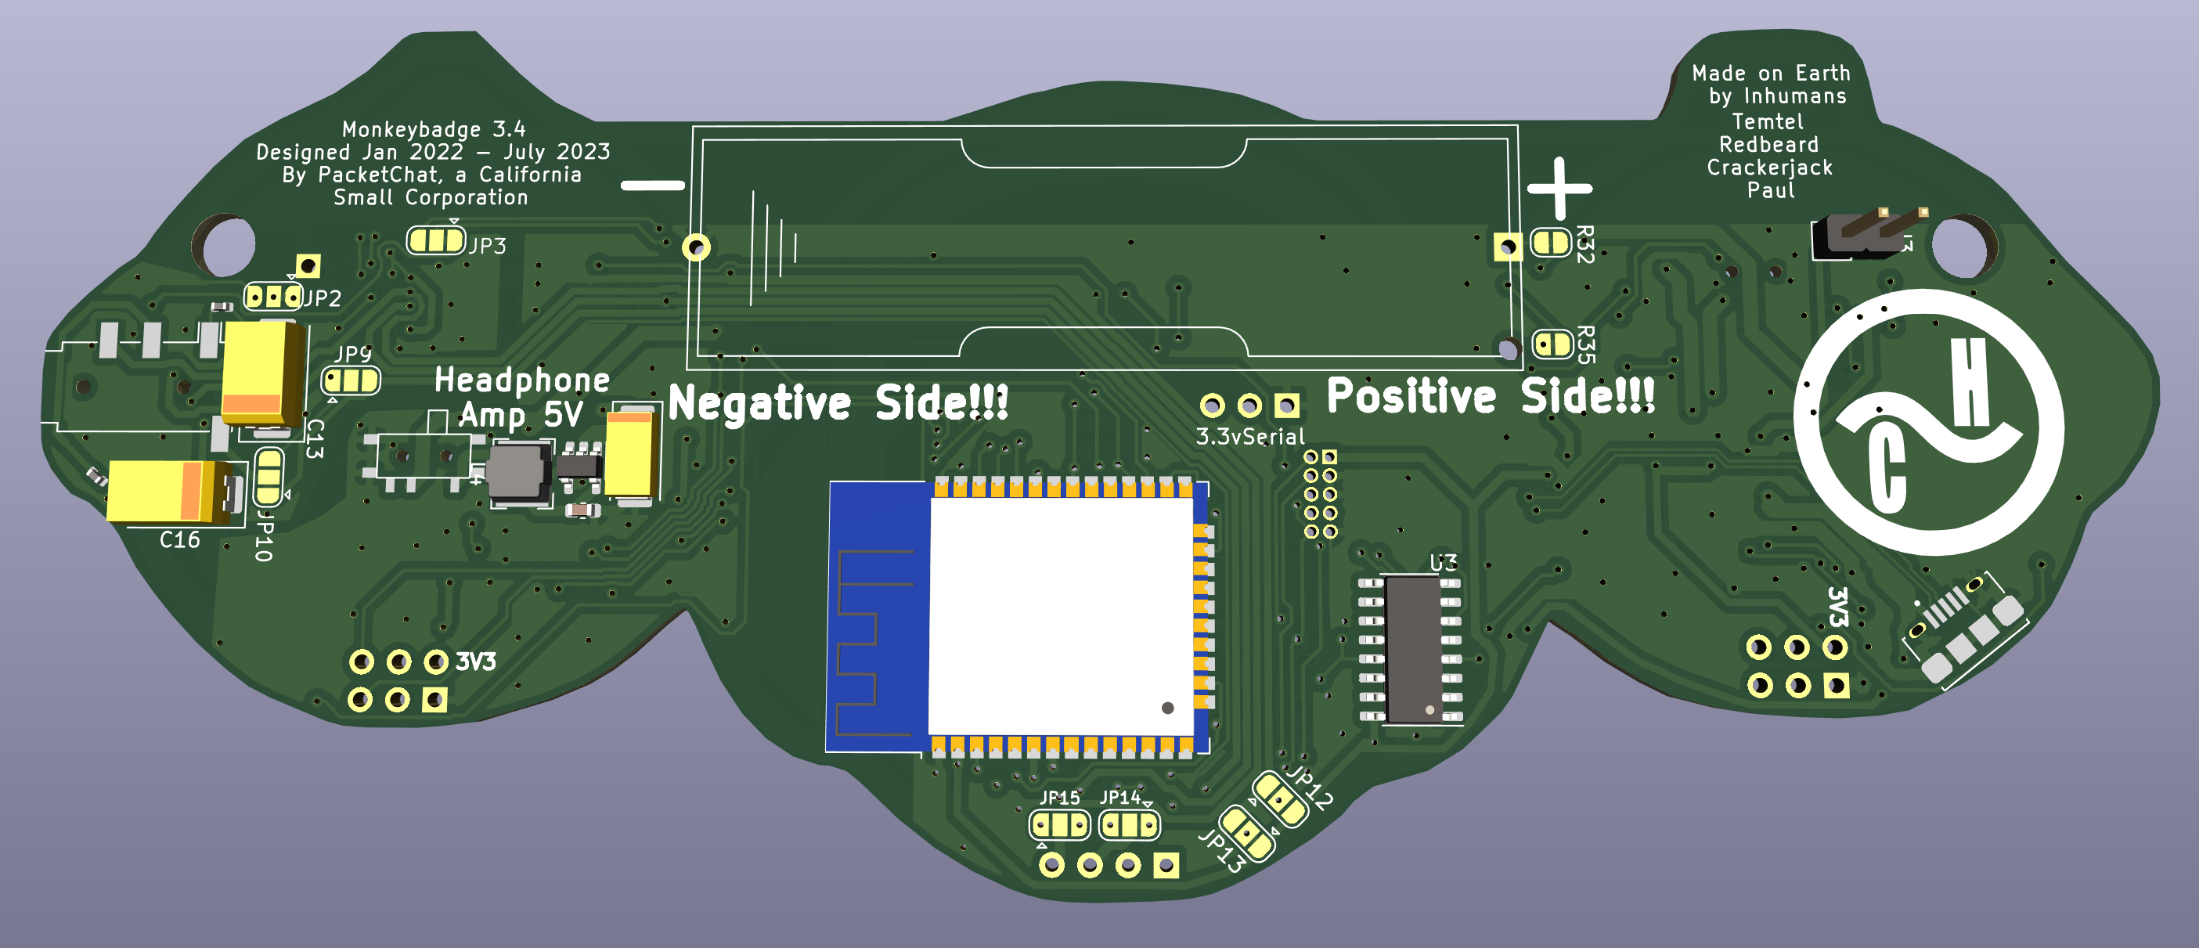 Monkeybadge 3.4
Designed Jan 2022 – July 2023
By PacketChat, a California
Small Corporation
Made on Earth
by Inhumans
Temtel
Redbeard
Crackerjack
Paul
JP3
R32
JP2
R35
JP9
Headphone
Amp 5V
Negative Side!!!
Positive Side!!!
3.3vSerial
C13
C16
JP10
H
C
U3
3V3
3V3
JP15
JP14
JP12
JP13